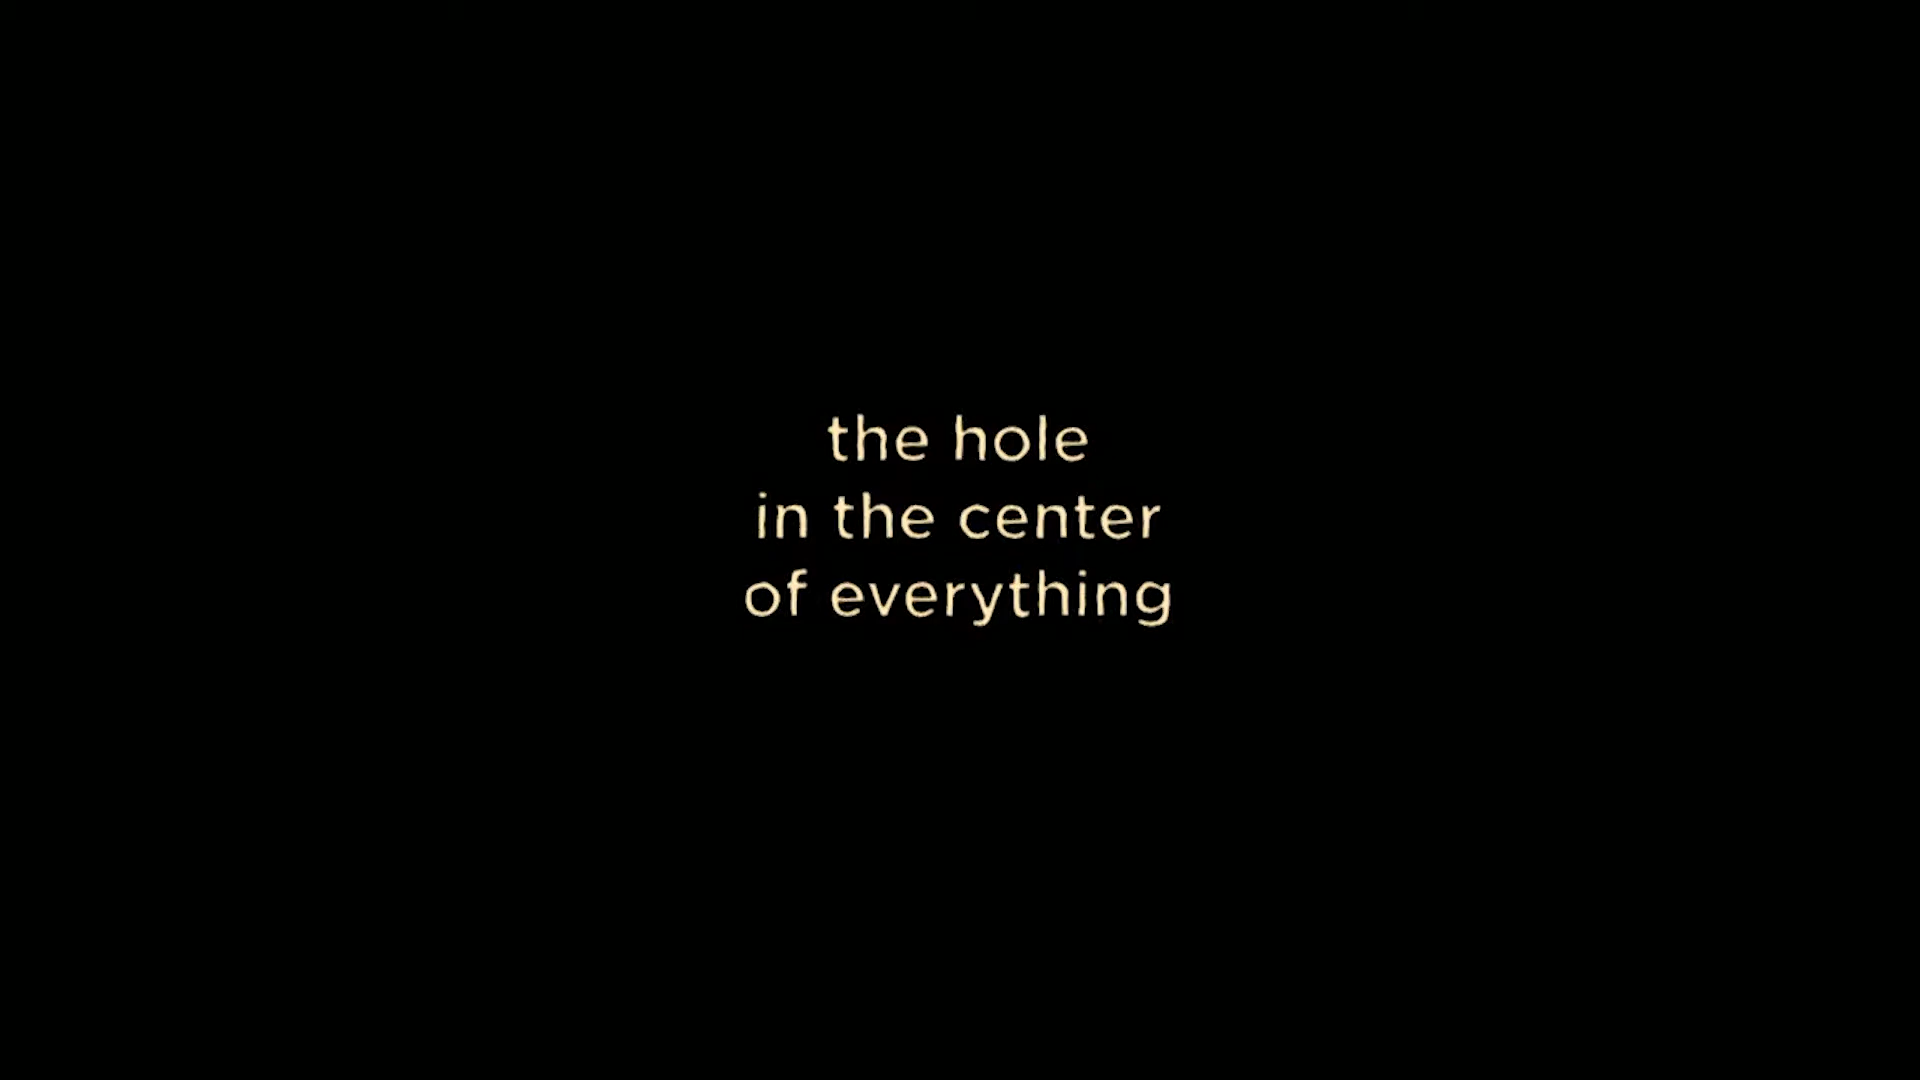 the hole
in the center
of everything